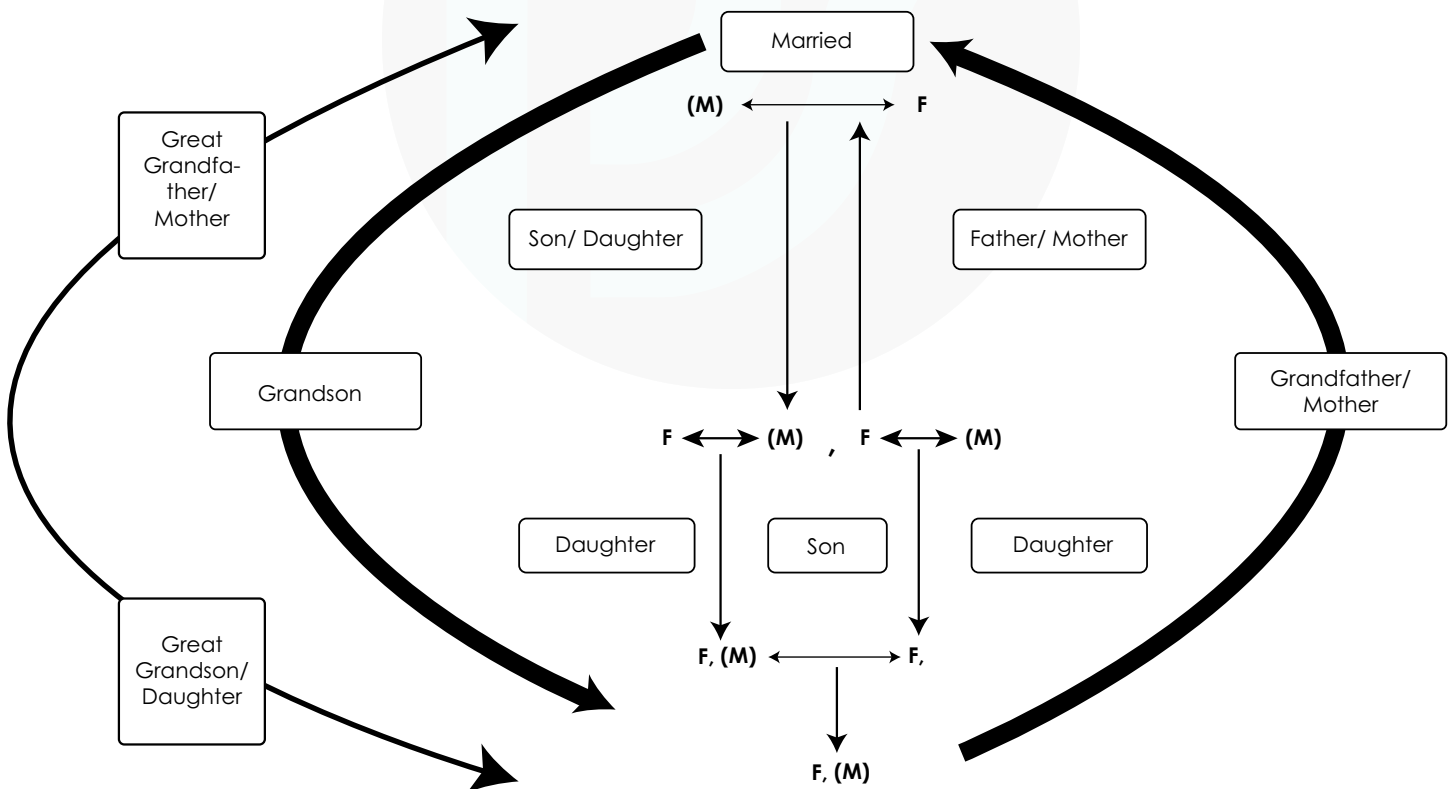 Married
(M) F
Great
Grandfa-
ther/
Mother
Son/ Daughter
Father/ Mother
Grandson
Grandfather/
Mother
F (M) , F (M)
Daughter
Son
Daughter
Great
Grandson/
Daughter
F, (M) F,
F, (M)